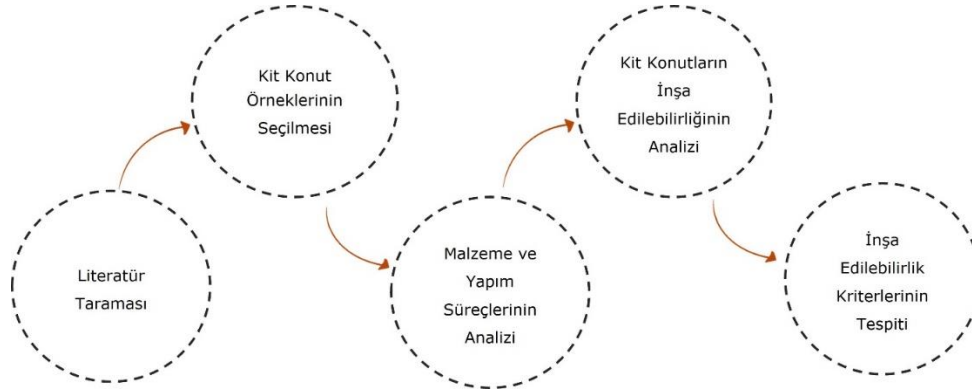 Literatür
Taraması
Kit Konut
Örneklerinin
Seçilmesi
Malzeme ve
Yapım
Süreçlerinin
Analizi
Kit Konutların
İnşa
Edilebilirliğinin
Analizi
İnşa
Edilebilirlik
Kriterlerinin
Tespiti